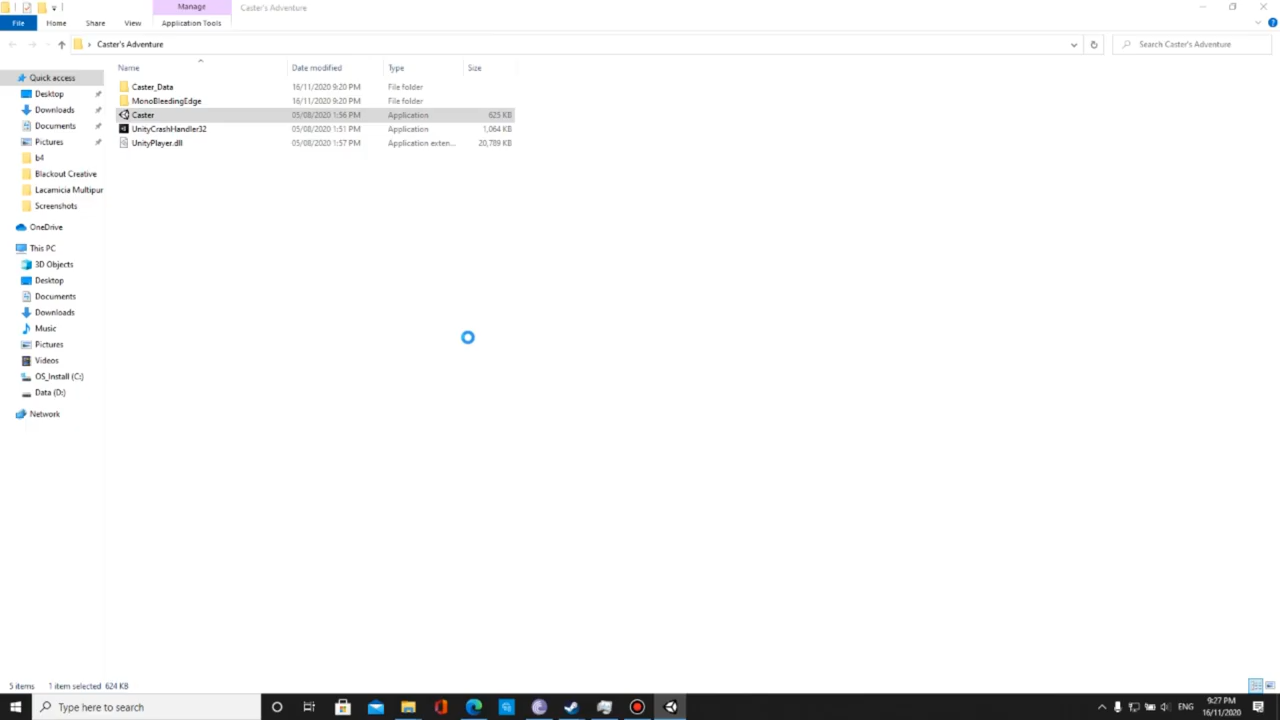 Manage
Caster's Adventure
File
Home
Share
View
Application Tools
Caster's Adventure
Search Caster's Adventure
Name
Date modified
Type
Size
Quick access
Desktop
Downloads
Documents
Pictures
b4
Blackout Creative
Lacamicia Multipur
Screenshots
OneDrive
This PC
3D Objects
Desktop
Documents
Downloads
Music
Pictures
Videos
OS_Install (C:)
Data (D:)
Network
Caster_Data 16/11/2020 9:20 PM File folder
MonoBleedingEdge 16/11/2020 9:20 PM File folder
Caster 05/08/2020 1:56 PM Application 625 KB
UnityCrashHandler32 05/08/2020 1:51 PM Application 1,064 KB
UnityPlayer.dll 05/08/2020 1:57 PM Application exten... 20,789 KB
5 items 1 item selected 624 KB
Type here to search
ENG
9:27 PM
16/11/2020